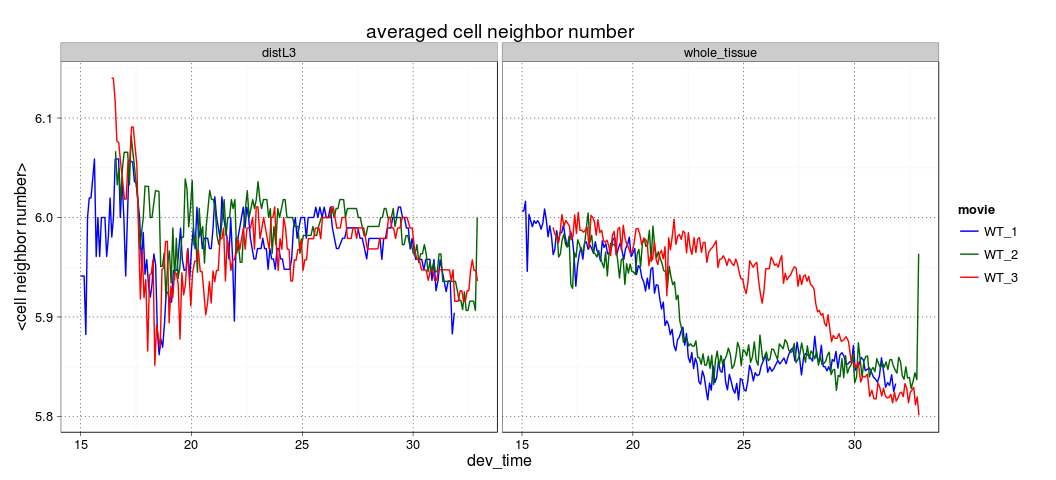 averaged cell neighbor number
distL3 whole_tissue
<cell neighbor number>
6.1
6.0
5.9
5.8
15 20 25 30 15 20 25 30
dev_time
movie
WT_1
WT_2
WT_3